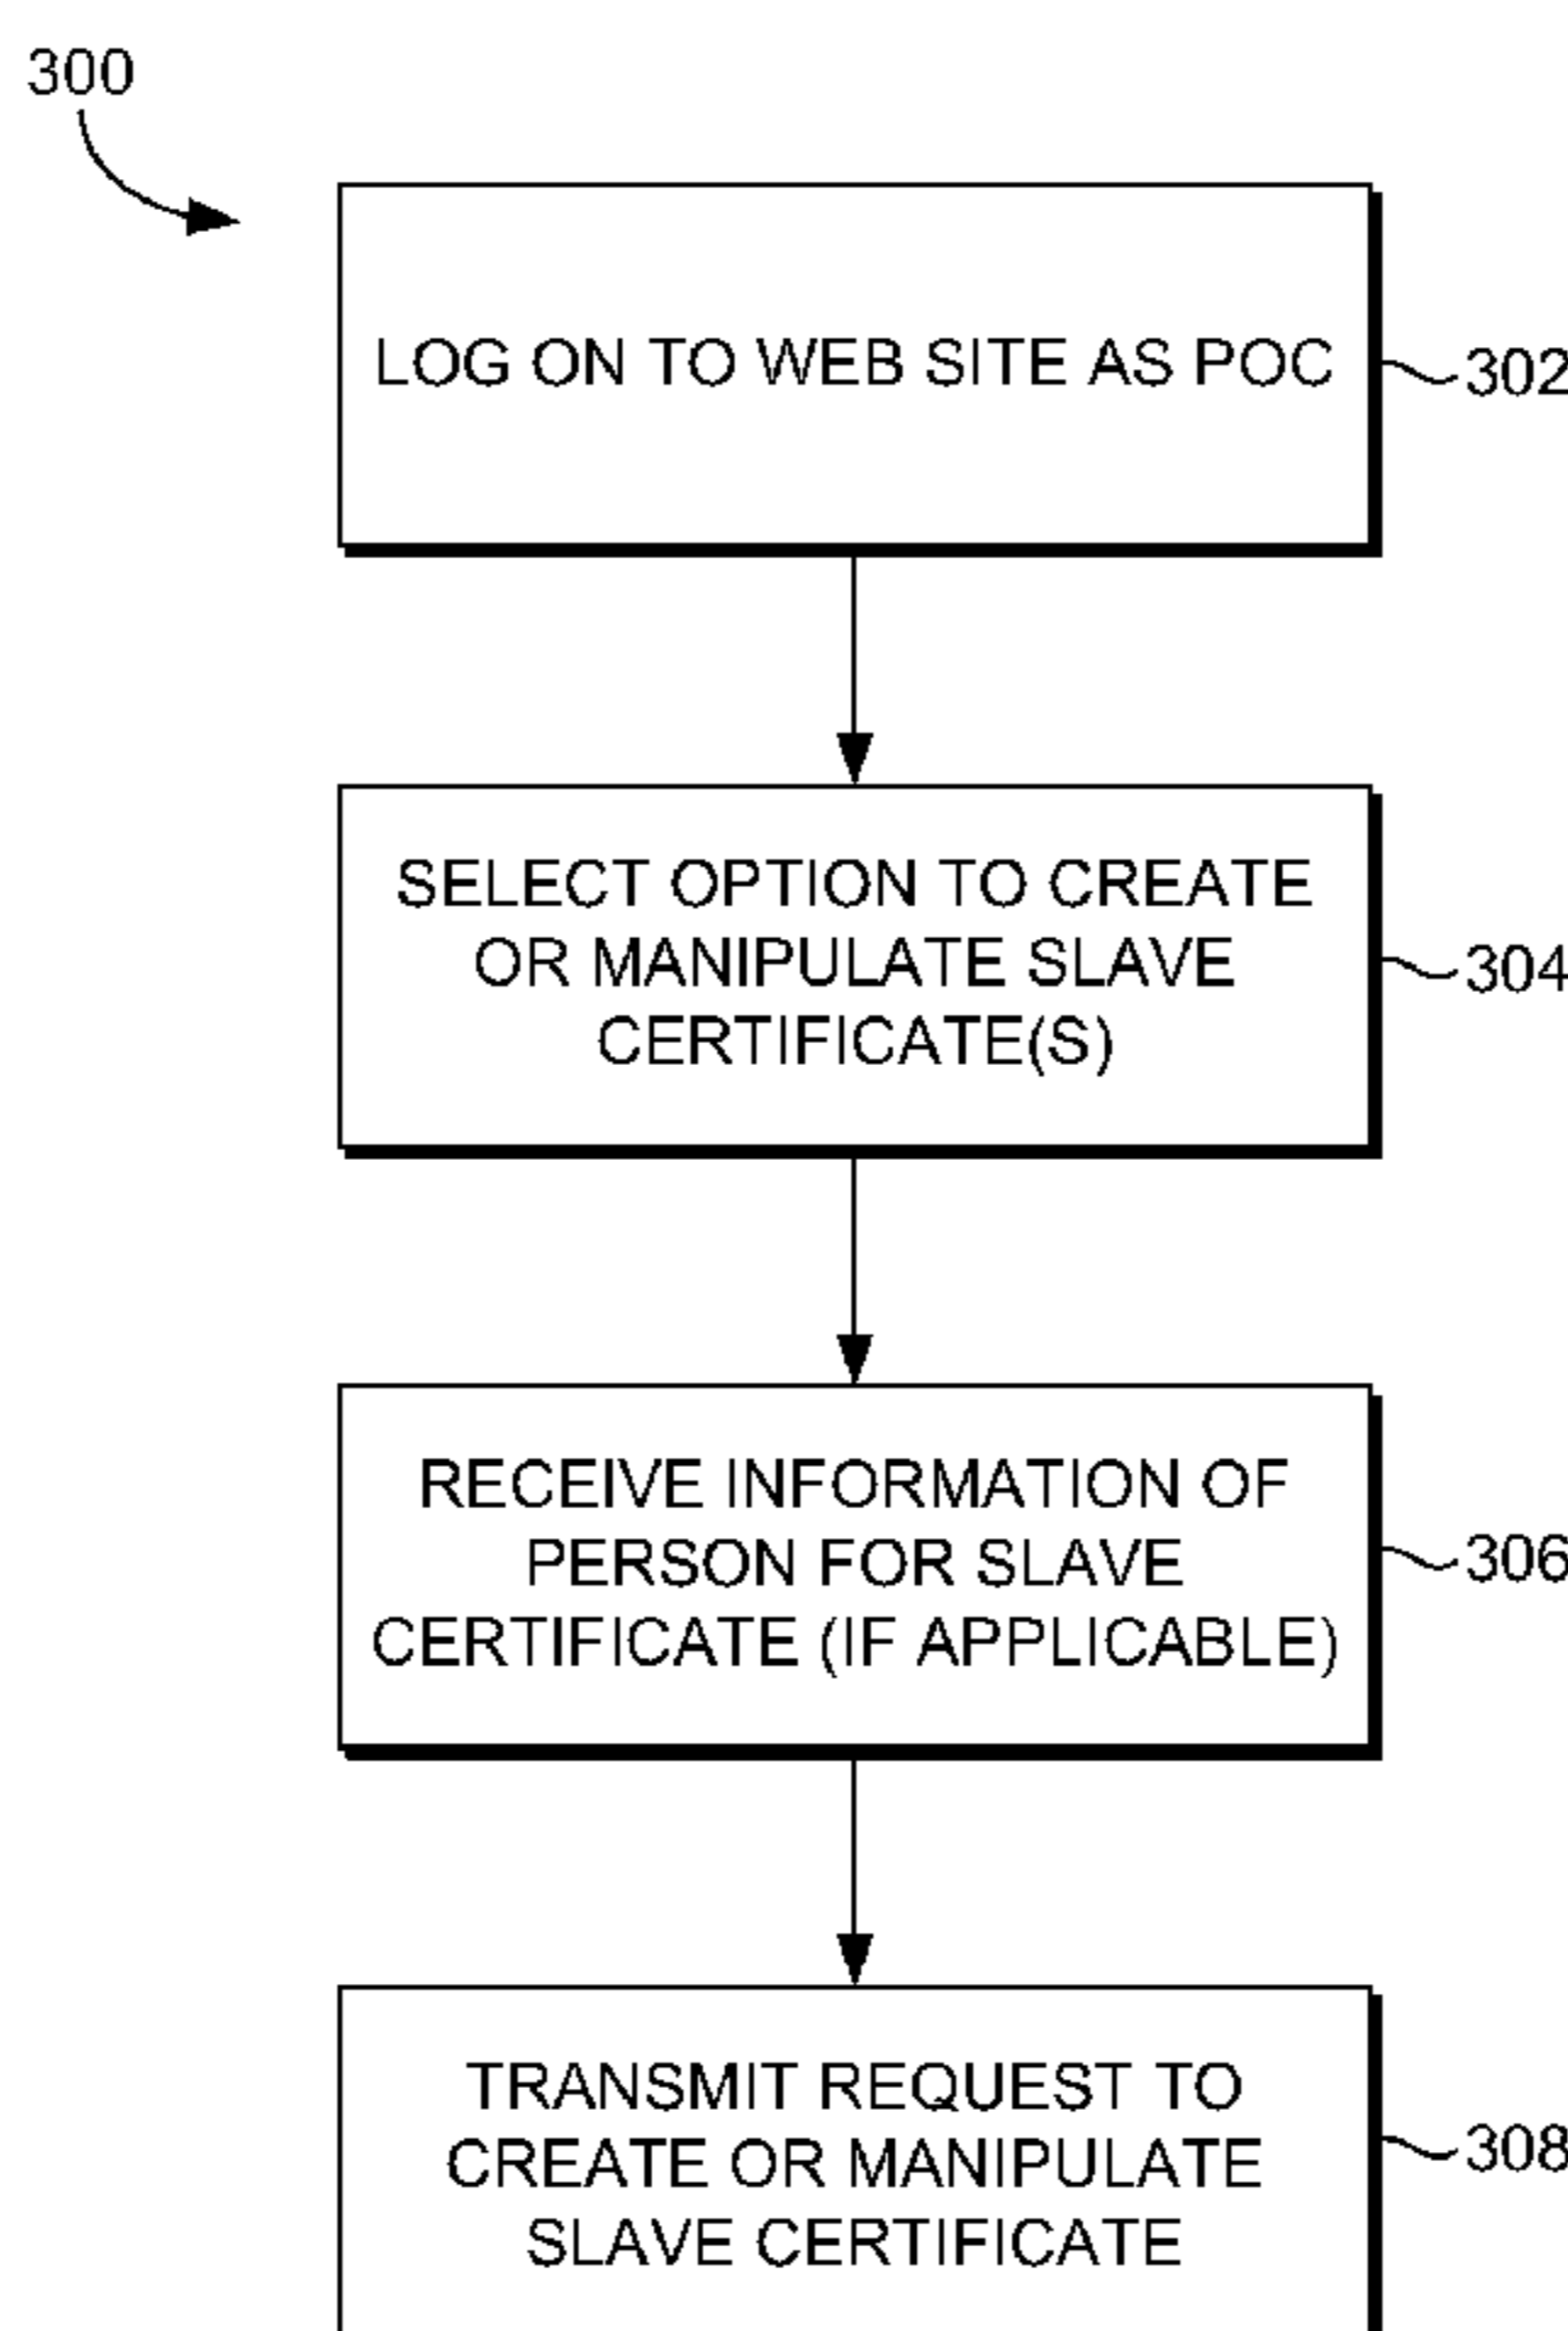 300
LOG ON TO WEB SITE AS POC
302
SELECT OPTION TO CREATE
OR MANIPULATE SLAVE
CERTIFICATE(S)
304
RECEIVE INFORMATION OF
PERSON FOR SLAVE
CERTIFICATE (IF APPLICABLE)
306
TRANSMIT REQUEST TO
CREATE OR MANIPULATE
SLAVE CERTIFICATE
308